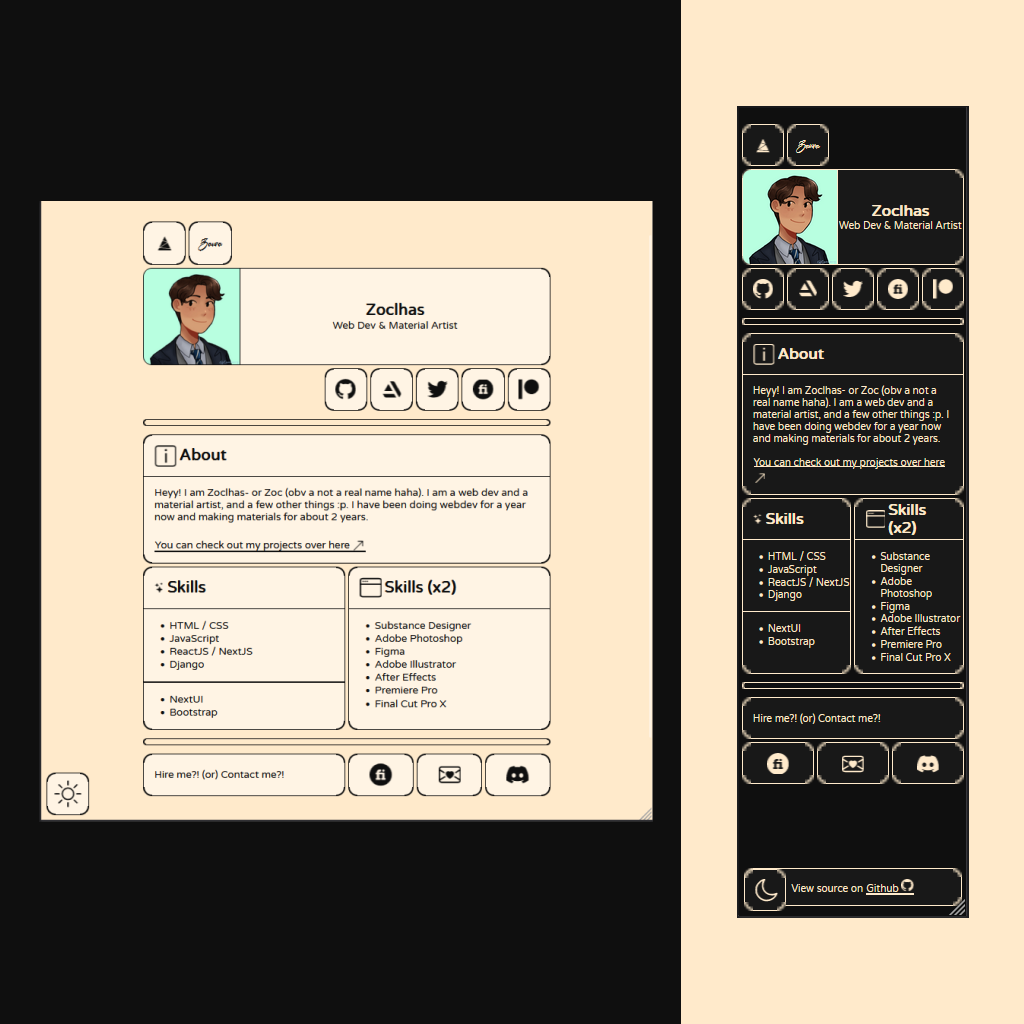 Bowo
Zoclhas
Web Dev & Material Artist
fi
i About
Heyy! I am Zoclhas- or Zoc (obv a not a real name haha). I am a web dev and a
material artist, and a few other things :p. I have been doing webdev for a year
now and making materials for about 2 years.
You can check out my projects over here
Skills
• HTML / CSS
• JavaScript
• ReactJS / NextJS
• Django
• NextUI
• Bootstrap
Skills (x2)
• Substance Designer
• Adobe Photoshop
• Figma
• Adobe Illustrator
• After Effects
• Premiere Pro
• Final Cut Pro X
Hire me?! (or) Contact me?!
fi
Zoclhas
Web Dev & Material Artist
fi
i About
Heyy! I am Zoclhas- or Zoc (obv a not a
real name haha). I am a web dev and a
material artist, and a few other things :p. I
have been doing webdev for a year now
and making materials for about 2 years.
You can check out my projects over here
Skills
• HTML / CSS
• JavaScript
• ReactJS / NextJS
• Django
• NextUI
• Bootstrap
Skills
(x2)
• Substance
Designer
• Adobe
Photoshop
• Figma
• Adobe Illustrator
• After Effects
• Premiere Pro
• Final Cut Pro X
Hire me?! (or) Contact me?!
fi
View source on Github